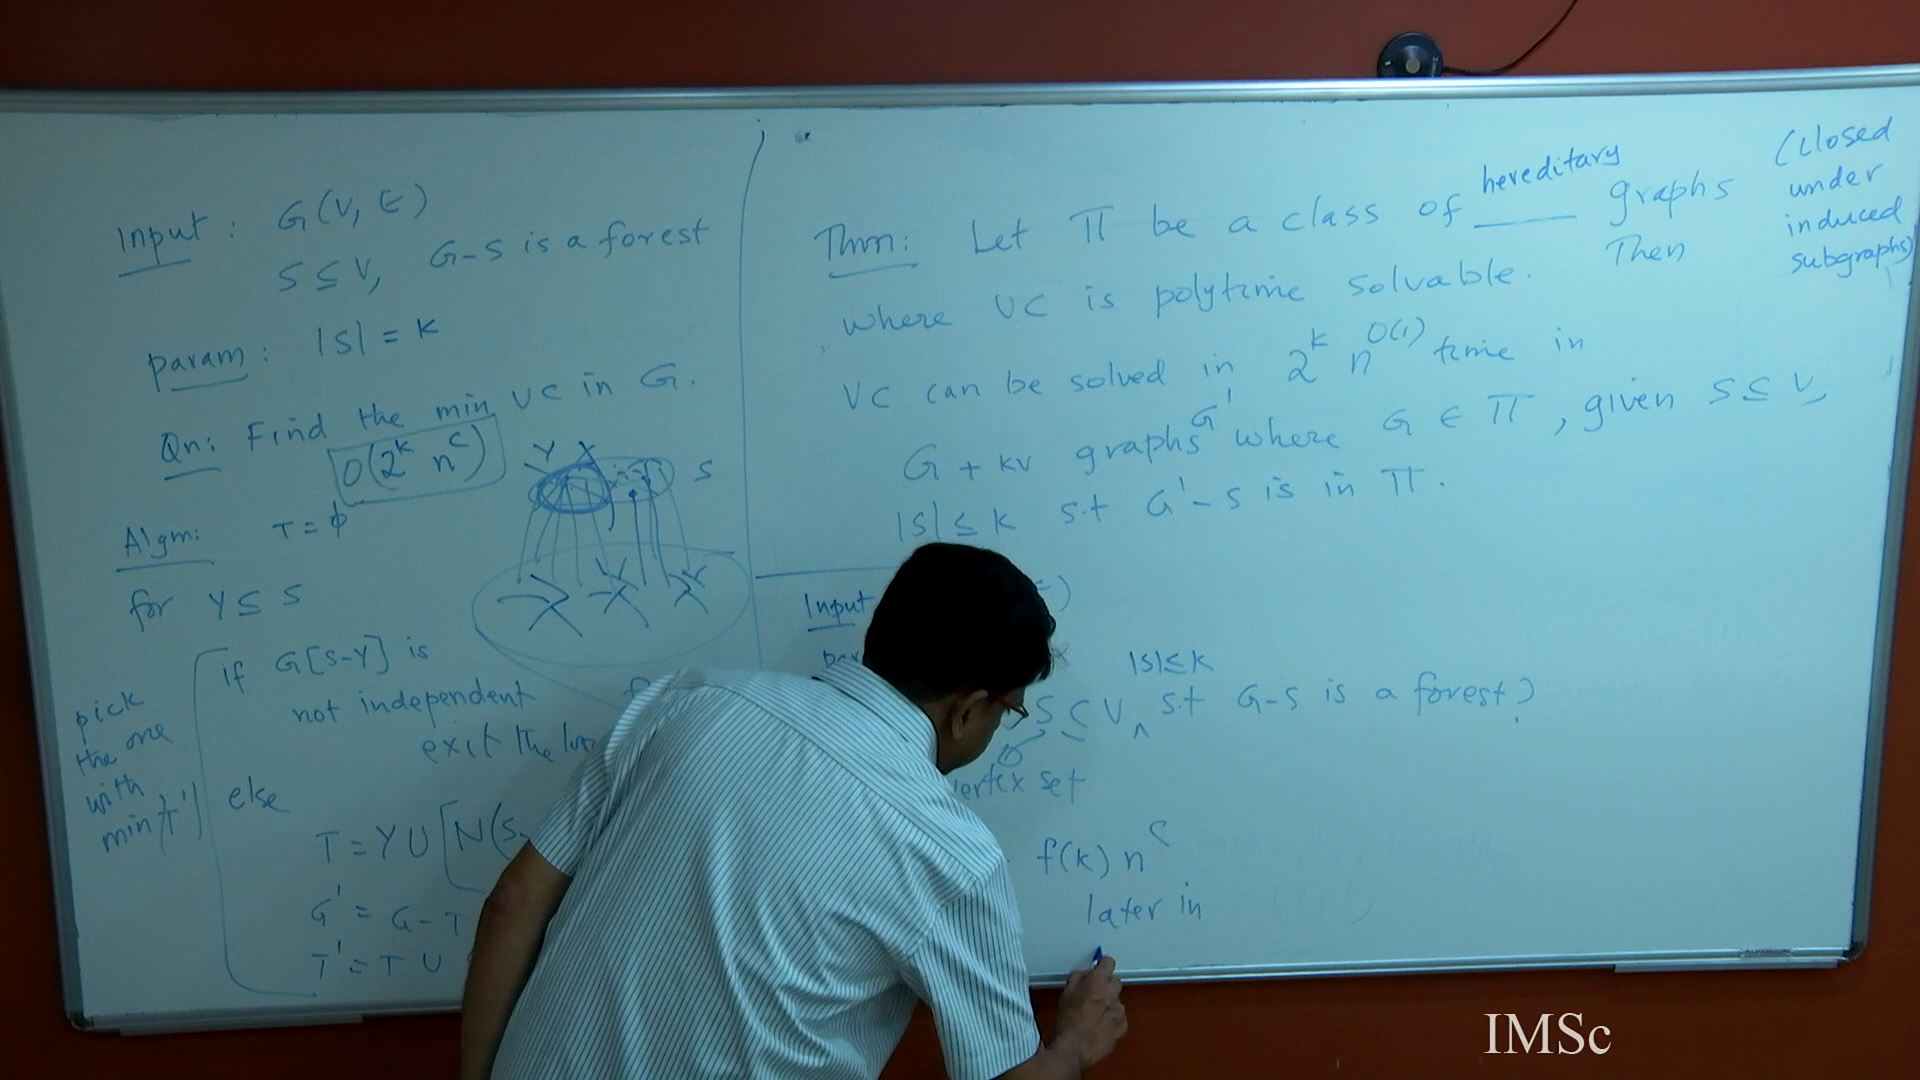 Input : G(V, E)
S ⊆ V, G-S is a forest
param : |S| = k
Qn: Find the min VC in G.
O(2^k n^c)
Y X
S
Algm: T = ϕ
for Y ⊆ S
if G[S-Y] is
not independent
exit the
else
T = Y ∪ [N(S-
G' = G - T
T' = T ∪
pick
the one
with
min |T'|
Thm: Let Π be a class of hereditary graphs
(closed
under
induced
subgraphs)
where VC is polytime solvable. Then
VC can be solved in 2^k n^O(1) time in
G + kv graphs G' where G ∈ Π, given S ⊆ V,
|S| ≤ k s.t G' - S is in Π.
Input
S ⊆ V, |S| ≤ k s.t G-S is a forest?
vertex set
f(k) n^c
later in
IMSc